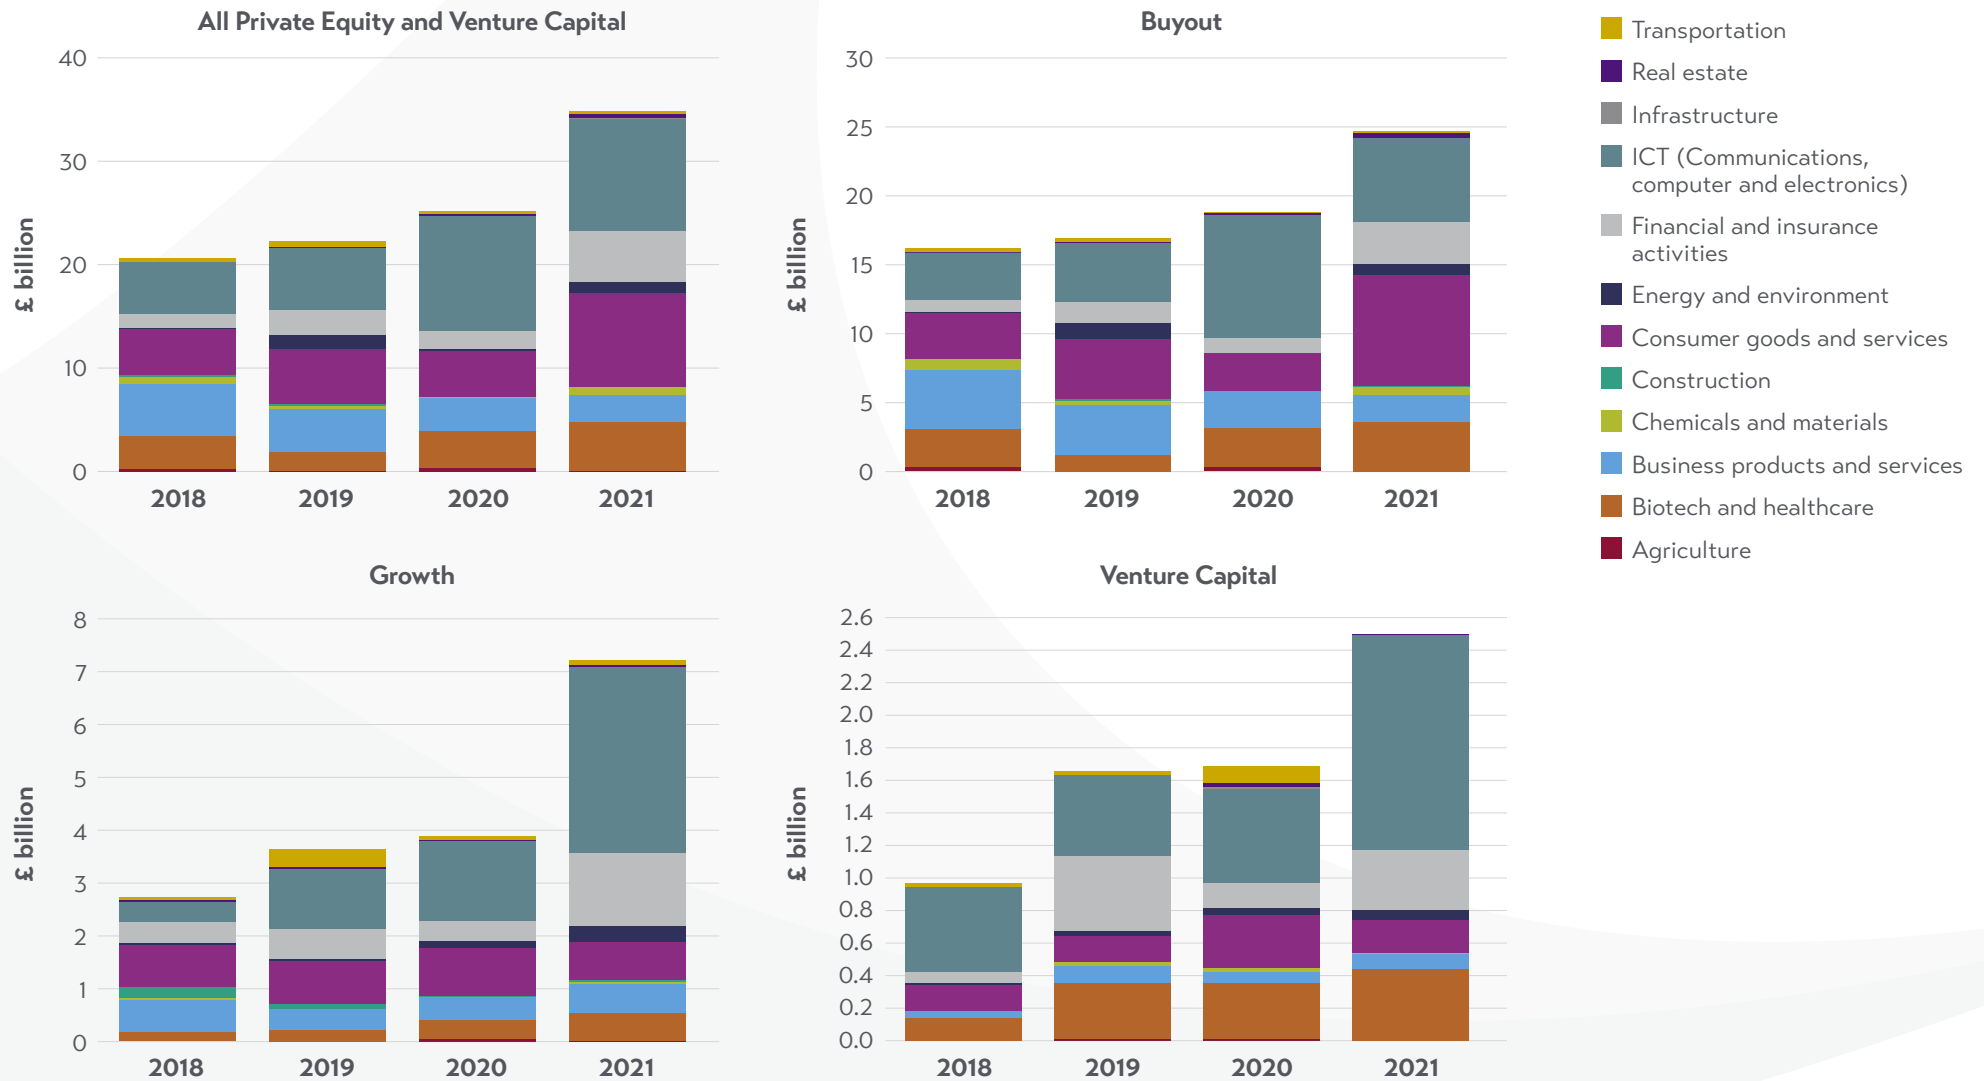 All Private Equity and Venture Capital
40
30
20
10
0
£ billion
2018
2019
2020
2021
Buyout
30
25
20
15
10
5
0
£ billion
2018
2019
2020
2021
Transportation
Real estate
Infrastructure
ICT (Communications,
computer and electronics)
Financial and insurance
activities
Energy and environment
Consumer goods and services
Construction
Chemicals and materials
Business products and services
Biotech and healthcare
Agriculture
Growth
8
7
6
5
4
3
2
1
0
£ billion
2018
2019
2020
2021
Venture Capital
2.6
2.4
2.2
2.0
1.8
1.6
1.4
1.2
1.0
0.8
0.6
0.4
0.2
0.0
£ billion
2018
2019
2020
2021